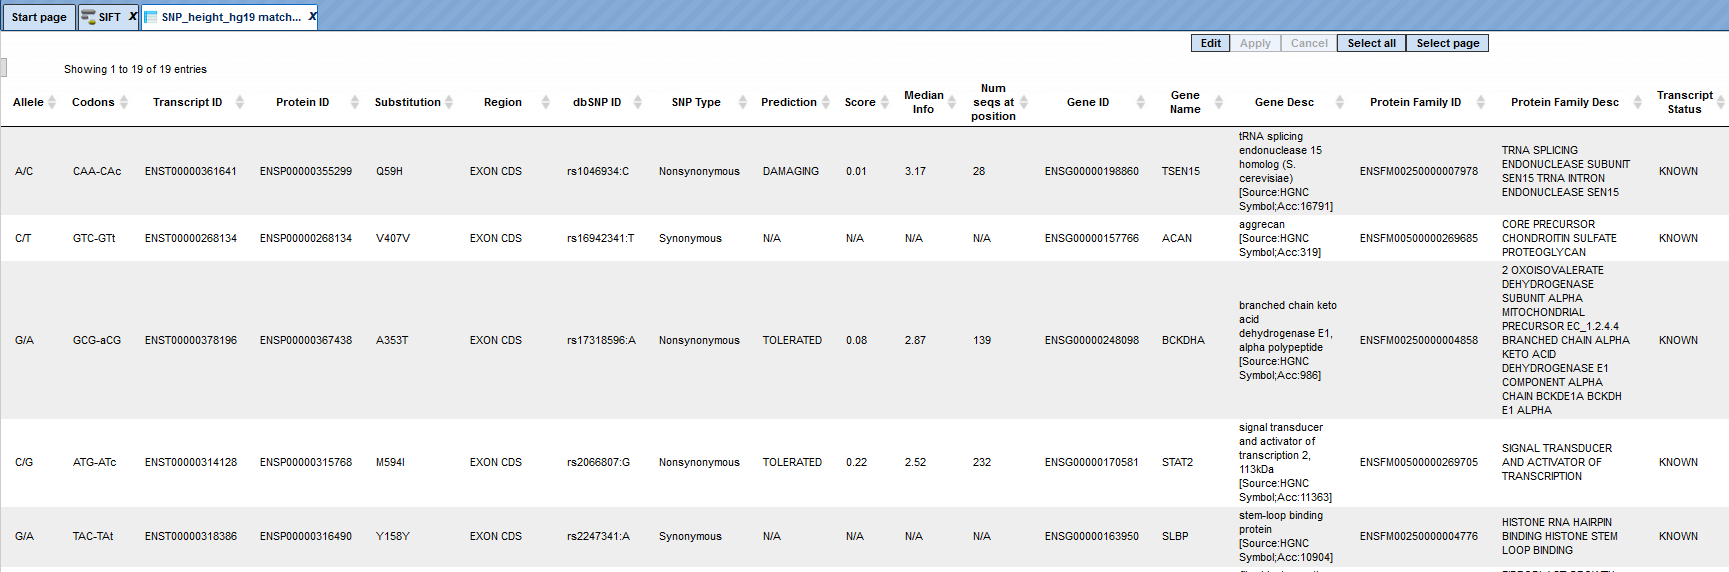 Start page SIFT X SNP_height_hg19 match... X
Edit Apply Cancel Select all Select page
Showing 1 to 19 of 19 entries
Allele Codons Transcript ID Protein ID Substitution Region dbSNP ID SNP Type Prediction Score Median Info Num seqs at position Gene ID Gene Name Gene Desc Protein Family ID Protein Family Desc Transcript Status
A/C CAA-CAc ENST00000361641 ENSP00000355299 Q59H EXON CDS rs1046934:C Nonsynonymous DAMAGING 0.01 3.17 28 ENSG00000198860 TSEN15 tRNA splicing endonuclease 15 homolog (S. cerevisiae) [Source:HGNC Symbol;Acc:16791] ENSFM00250000007978 TRNA SPLICING ENDONUCLEASE SUBUNIT SEN15 TRNA INTRON ENDONUCLEASE SEN15 KNOWN
C/T GTC-GTt ENST00000268134 ENSP00000268134 V407V EXON CDS rs16942341:T Synonymous N/A N/A N/A N/A ENSG00000157766 ACAN aggrecan [Source:HGNC Symbol;Acc:319] ENSFM00500000269685 CORE PRECURSOR CHONDROITIN SULFATE PROTEOGLYCAN KNOWN
G/A GCG-aCG ENST00000378196 ENSP00000367438 A353T EXON CDS rs17318596:A Nonsynonymous TOLERATED 0.08 2.87 139 ENSG00000248098 BCKDHA branched chain keto acid dehydrogenase E1, alpha polypeptide [Source:HGNC Symbol;Acc:986] ENSFM00250000004858 2 OXOISOVALERATE DEHYDROGENASE SUBUNIT ALPHA MITOCHONDRIAL PRECURSOR EC_1.2.4.4 BRANCHED CHAIN ALPHA KETO ACID DEHYDROGENASE E1 COMPONENT ALPHA CHAIN BCKDE1A BCKDH E1 ALPHA KNOWN
C/G ATG-ATc ENST00000314128 ENSP00000315768 M594I EXON CDS rs2066807:G Nonsynonymous TOLERATED 0.22 2.52 232 ENSG00000170581 STAT2 signal transducer and activator of transcription 2, 113kDa [Source:HGNC Symbol;Acc:11363] ENSFM00500000269705 SIGNAL TRANSDUCER AND ACTIVATOR OF TRANSCRIPTION KNOWN
G/A TAC-TAt ENST00000318386 ENSP00000316490 Y158Y EXON CDS rs2247341:A Synonymous N/A N/A N/A N/A ENSG00000163950 SLBP stem-loop binding protein [Source:HGNC Symbol;Acc:10904] ENSFM00250000004776 HISTONE RNA HAIRPIN BINDING HISTONE STEM LOOP BINDING KNOWN